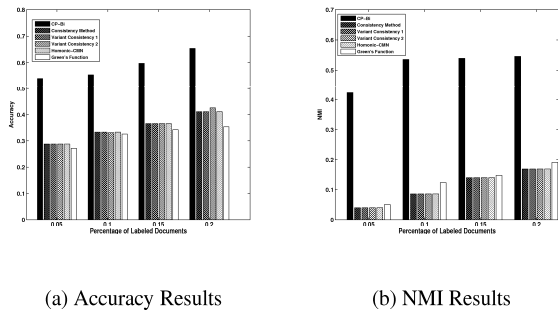 (a)
0.8
0.7
0.6
0.5
0.4
0.3
0.2
0.1
0
Accuracy
CP-Bi
Consistency Method
Variant Consistency 1
Variant Consistency 2
Homonic-CMN
Green's Function
0.05
0.1
0.15
0.2
Percentage of Labeled Documents
(b)
0.7
0.6
0.5
0.4
0.3
0.2
0.1
0
NMI
CP-Bi
Consistency Method
Variant Consistency 1
Variant Consistency 2
Homonic-CMN
Green's Function
0.05
0.1
0.15
0.2
Percentage of Labeled Documents
(a) Accuracy Results
(b) NMI Results